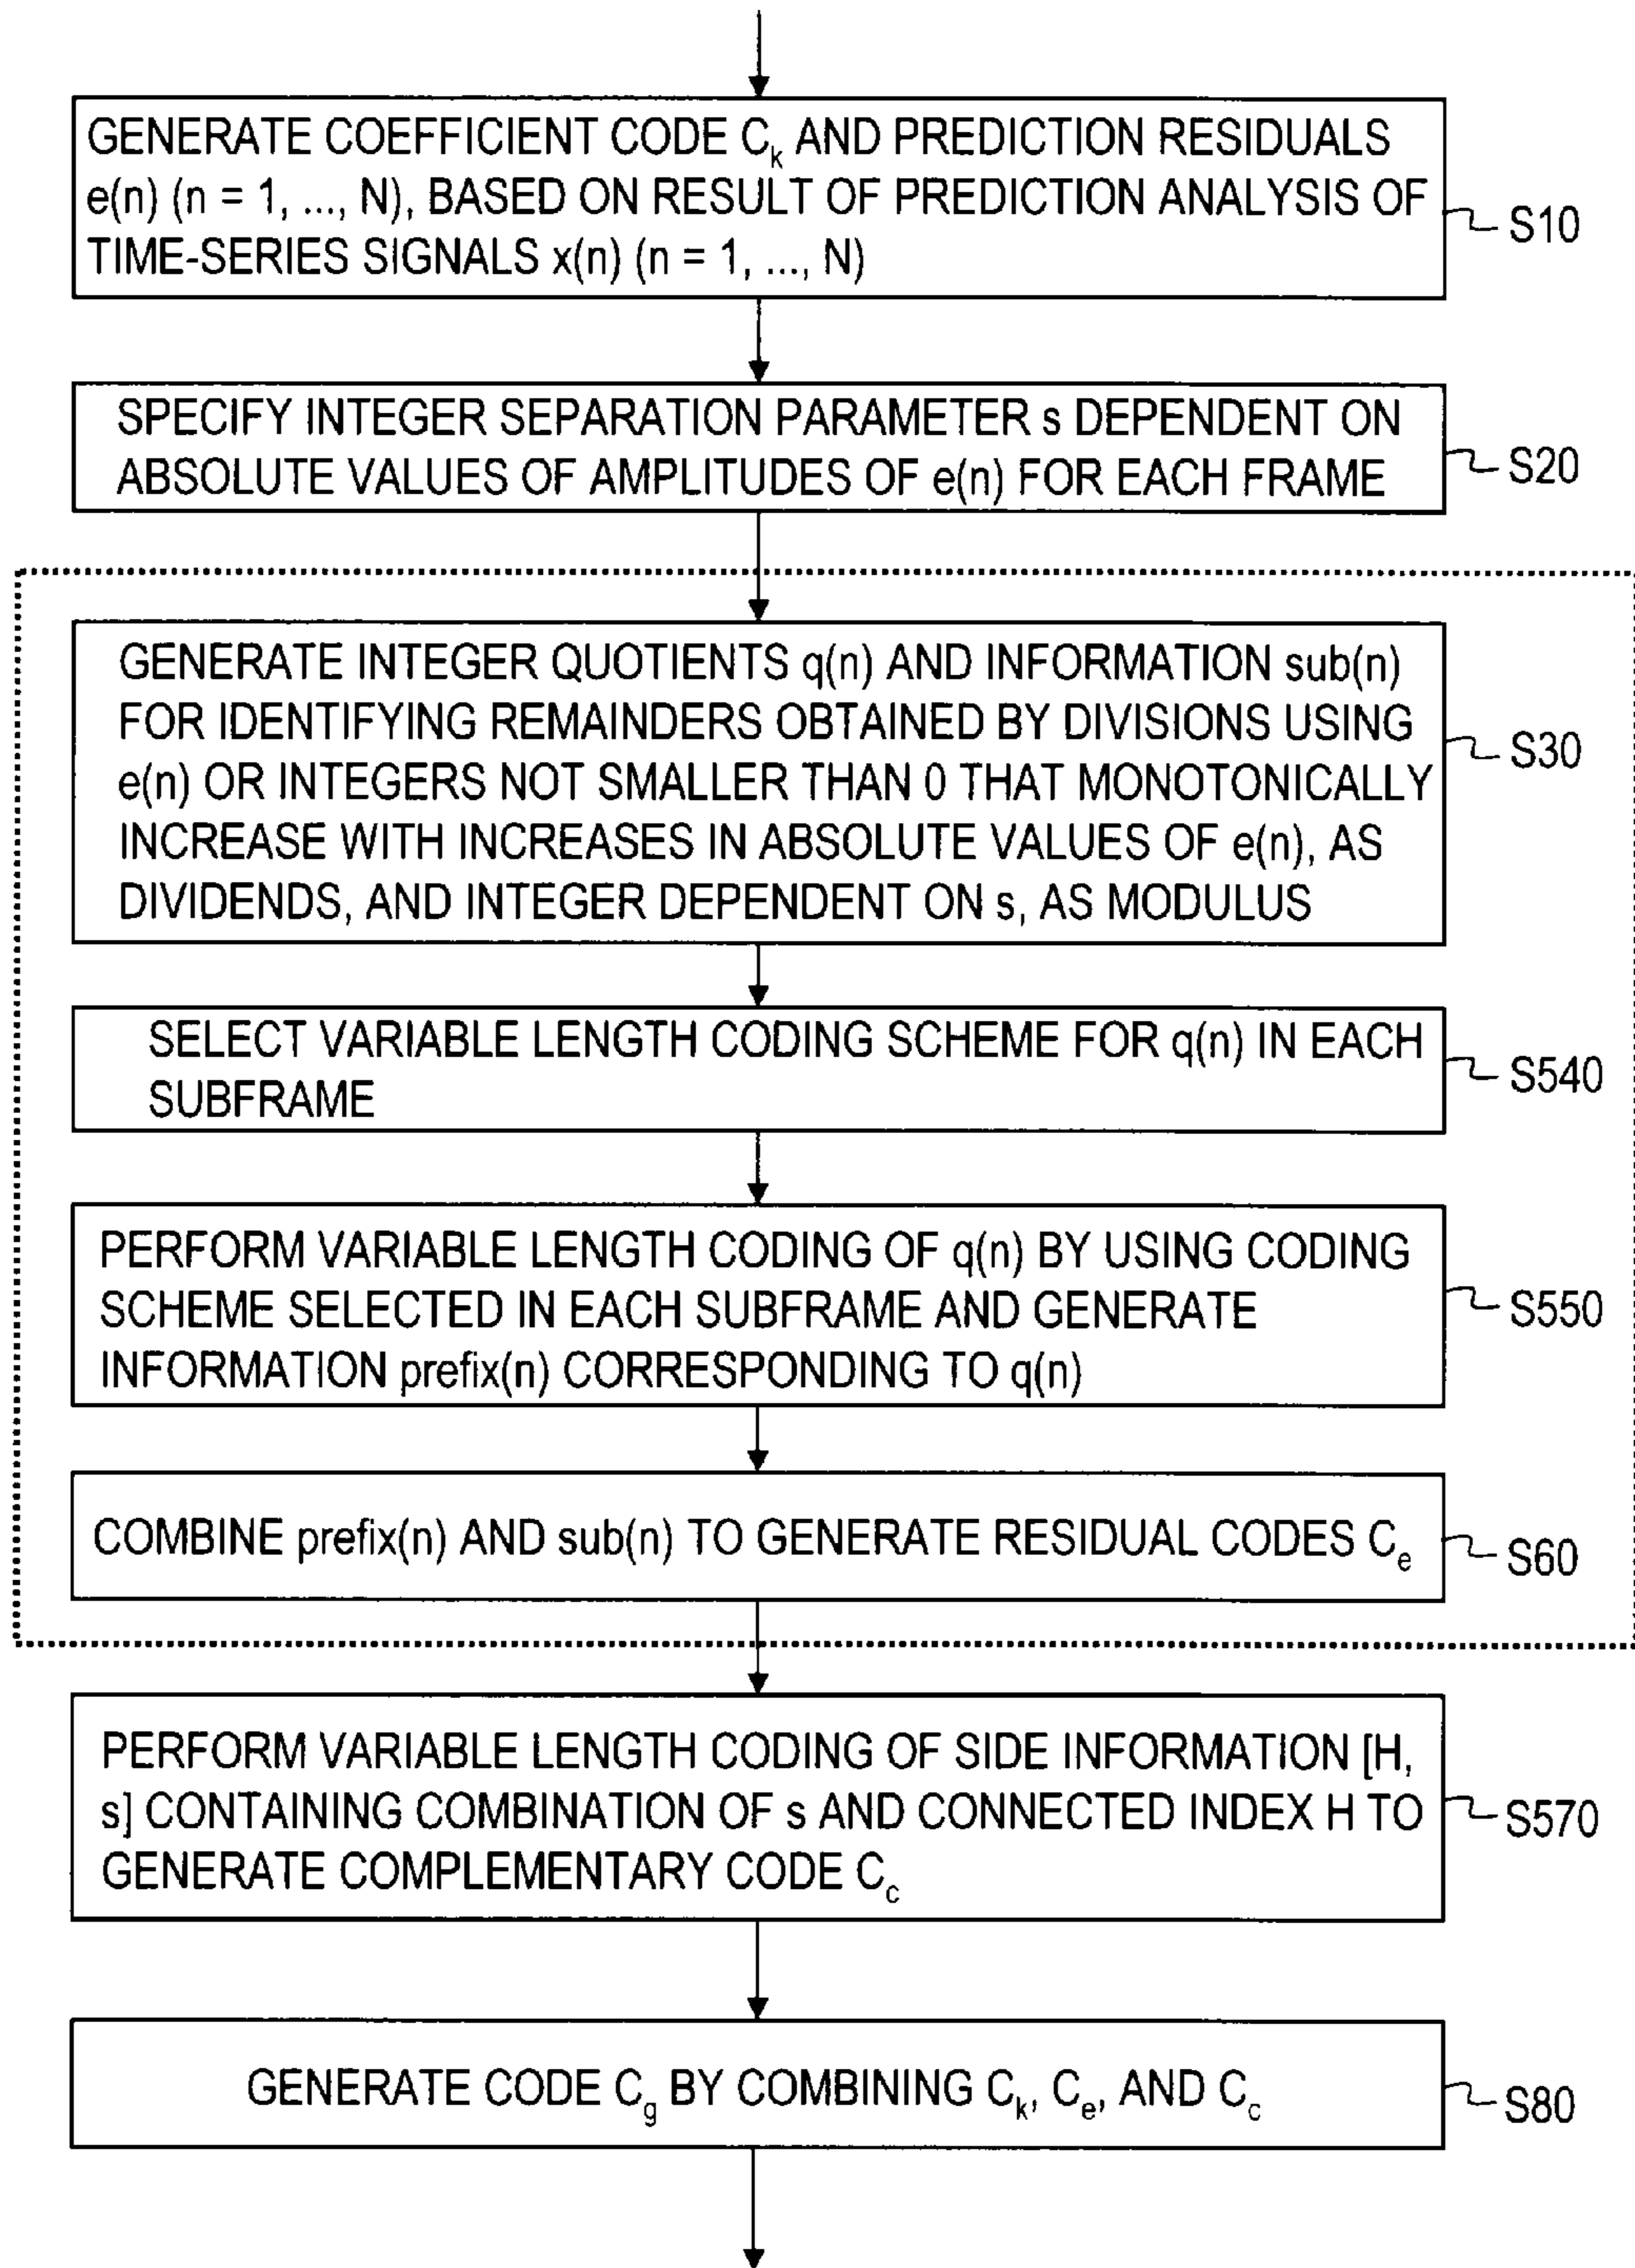 GENERATE COEFFICIENT CODE Ck AND PREDICTION RESIDUALS
e(n) (n = 1, ..., N), BASED ON RESULT OF PREDICTION ANALYSIS OF
TIME-SERIES SIGNALS x(n) (n = 1, ..., N)
S10
SPECIFY INTEGER SEPARATION PARAMETER s DEPENDENT ON
ABSOLUTE VALUES OF AMPLITUDES OF e(n) FOR EACH FRAME
S20
GENERATE INTEGER QUOTIENTS q(n) AND INFORMATION sub(n)
FOR IDENTIFYING REMAINDERS OBTAINED BY DIVISIONS USING
e(n) OR INTEGERS NOT SMALLER THAN 0 THAT MONOTONICALLY
INCREASE WITH INCREASES IN ABSOLUTE VALUES OF e(n), AS
DIVIDENDS, AND INTEGER DEPENDENT ON s, AS MODULUS
S30
SELECT VARIABLE LENGTH CODING SCHEME FOR q(n) IN EACH
SUBFRAME
S540
PERFORM VARIABLE LENGTH CODING OF q(n) BY USING CODING
SCHEME SELECTED IN EACH SUBFRAME AND GENERATE
INFORMATION prefix(n) CORRESPONDING TO q(n)
S550
COMBINE prefix(n) AND sub(n) TO GENERATE RESIDUAL CODES Ce
S60
PERFORM VARIABLE LENGTH CODING OF SIDE INFORMATION [H,
s] CONTAINING COMBINATION OF s AND CONNECTED INDEX H TO
GENERATE COMPLEMENTARY CODE Cc
S570
GENERATE CODE Cg BY COMBINING Ck, Ce, AND Cc
S80